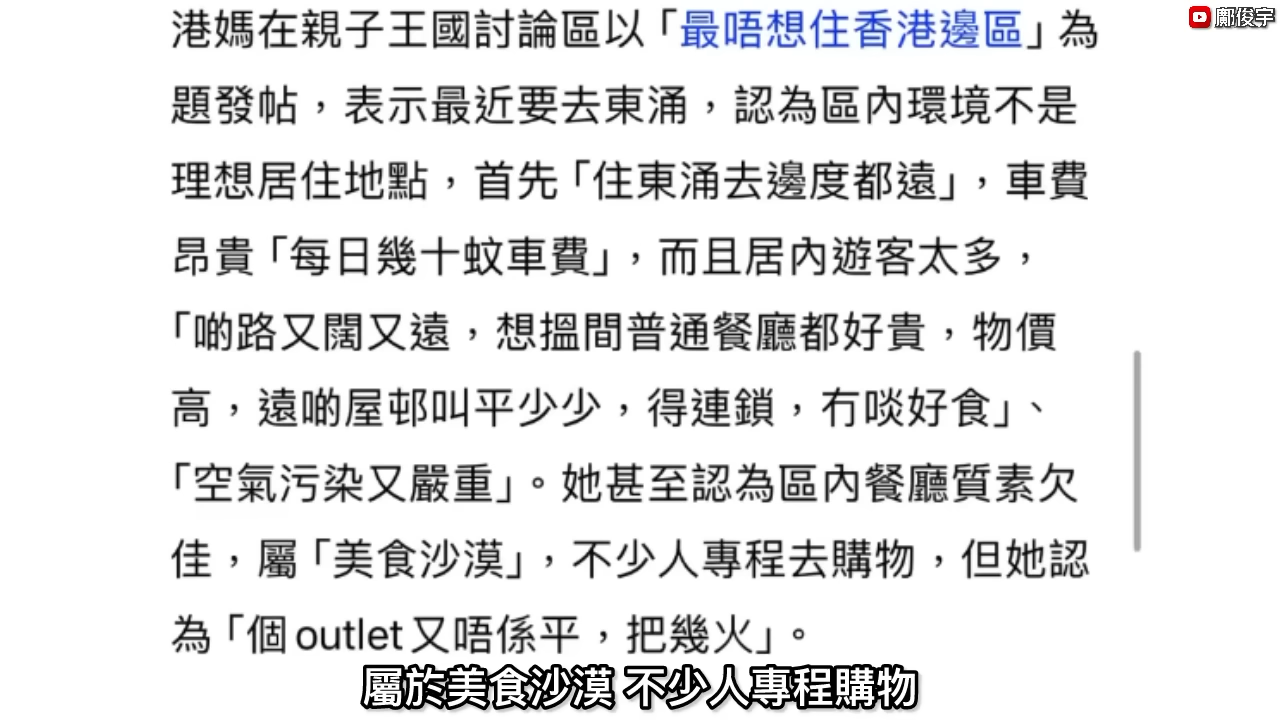 鄺俊宇
港媽在親子王國討論區以「最唔想住香港邊區」為
題發帖，表示最近要去東涌，認為區內環境不是
理想居住地點，首先「住東涌去邊度都遠」，車費
昂貴「每日幾十蚊車費」，而且居內遊客太多，
「啲路又闊又遠，想搵間普通餐廳都好貴，物價
高，遠啲屋邨叫平少少，得連鎖，冇啖好食」、
「空氣污染又嚴重」。她甚至認為區內餐廳質素欠
佳，屬「美食沙漠」，不少人專程去購物，但她認
為「個outlet又唔係平，把幾火」。
屬於美食沙漠 不少人專程購物